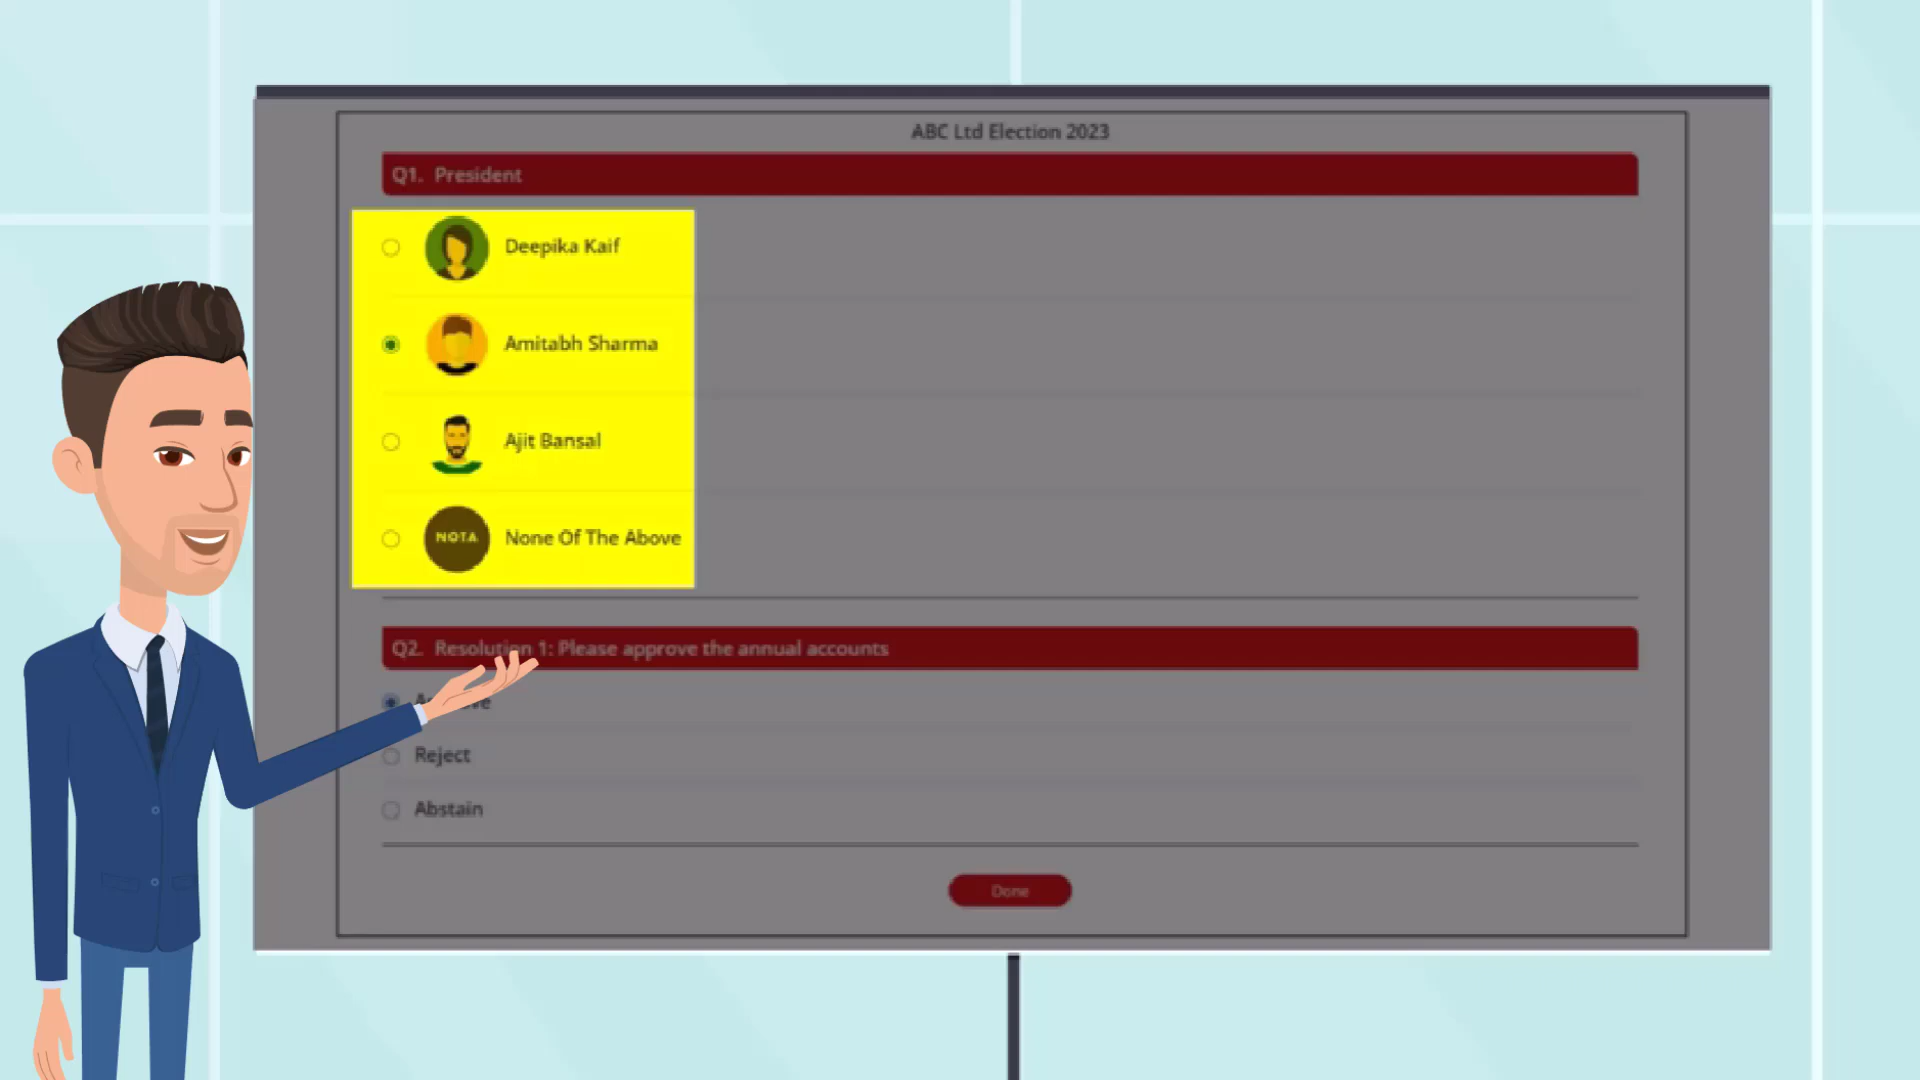 ABC Ltd Election 2023
Q1. President
Deepika Kaif
Amitabh Sharma
Ajit Bansal
NOTA None Of The Above
Q2. Resolution 1: Please approve the annual accounts
Reject
Abstain
Done